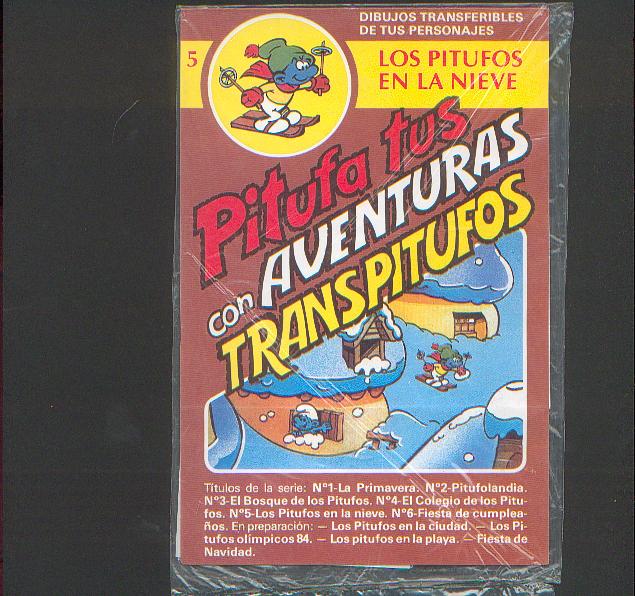 DIBUJOS TRANSFERIBLES
DE TUS PERSONAJES
5
LOS PITUFOS
EN LA NIEVE
Pitufa tus
AVENTURAS
con
TRANSPITUFOS
Títulos de la serie: Nº1-La Primavera. Nº2-Pitufolandia.
Nº3-El Bosque de los Pitufos. Nº4-El Colegio de los Pitu-
fos. Nº5-Los Pitufos en la nieve. Nº6-Fiesta de cumplea-
ños. En preparación: — Los Pitufos en la ciudad. — Los Pi-
tufos olímpicos 84. — Los pitufos en la playa. — Fiesta de
Navidad.